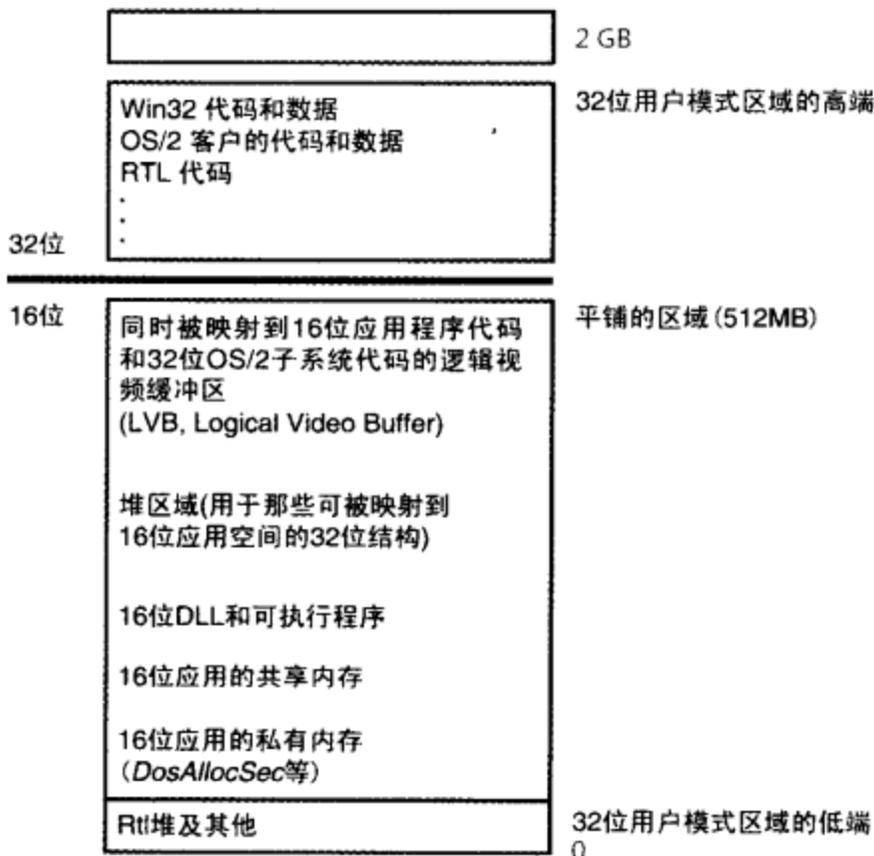 2 GB
Win32 代码和数据
OS/2 客户的代码和数据
RTL 代码
.
.
.
32位用户模式区域的高端
32位
16位
同时被映射到16位应用程序代码
和32位OS/2子系统代码的逻辑视
频缓冲区
(LVB, Logical Video Buffer)
平铺的区域(512MB)
堆区域(用于那些可被映射到
16位应用空间的32位结构)
16位DLL和可执行程序
16位应用的共享内存
16位应用的私有内存
(DosAllocSec等)
Rtl堆及其他
32位用户模式区域的低端
0